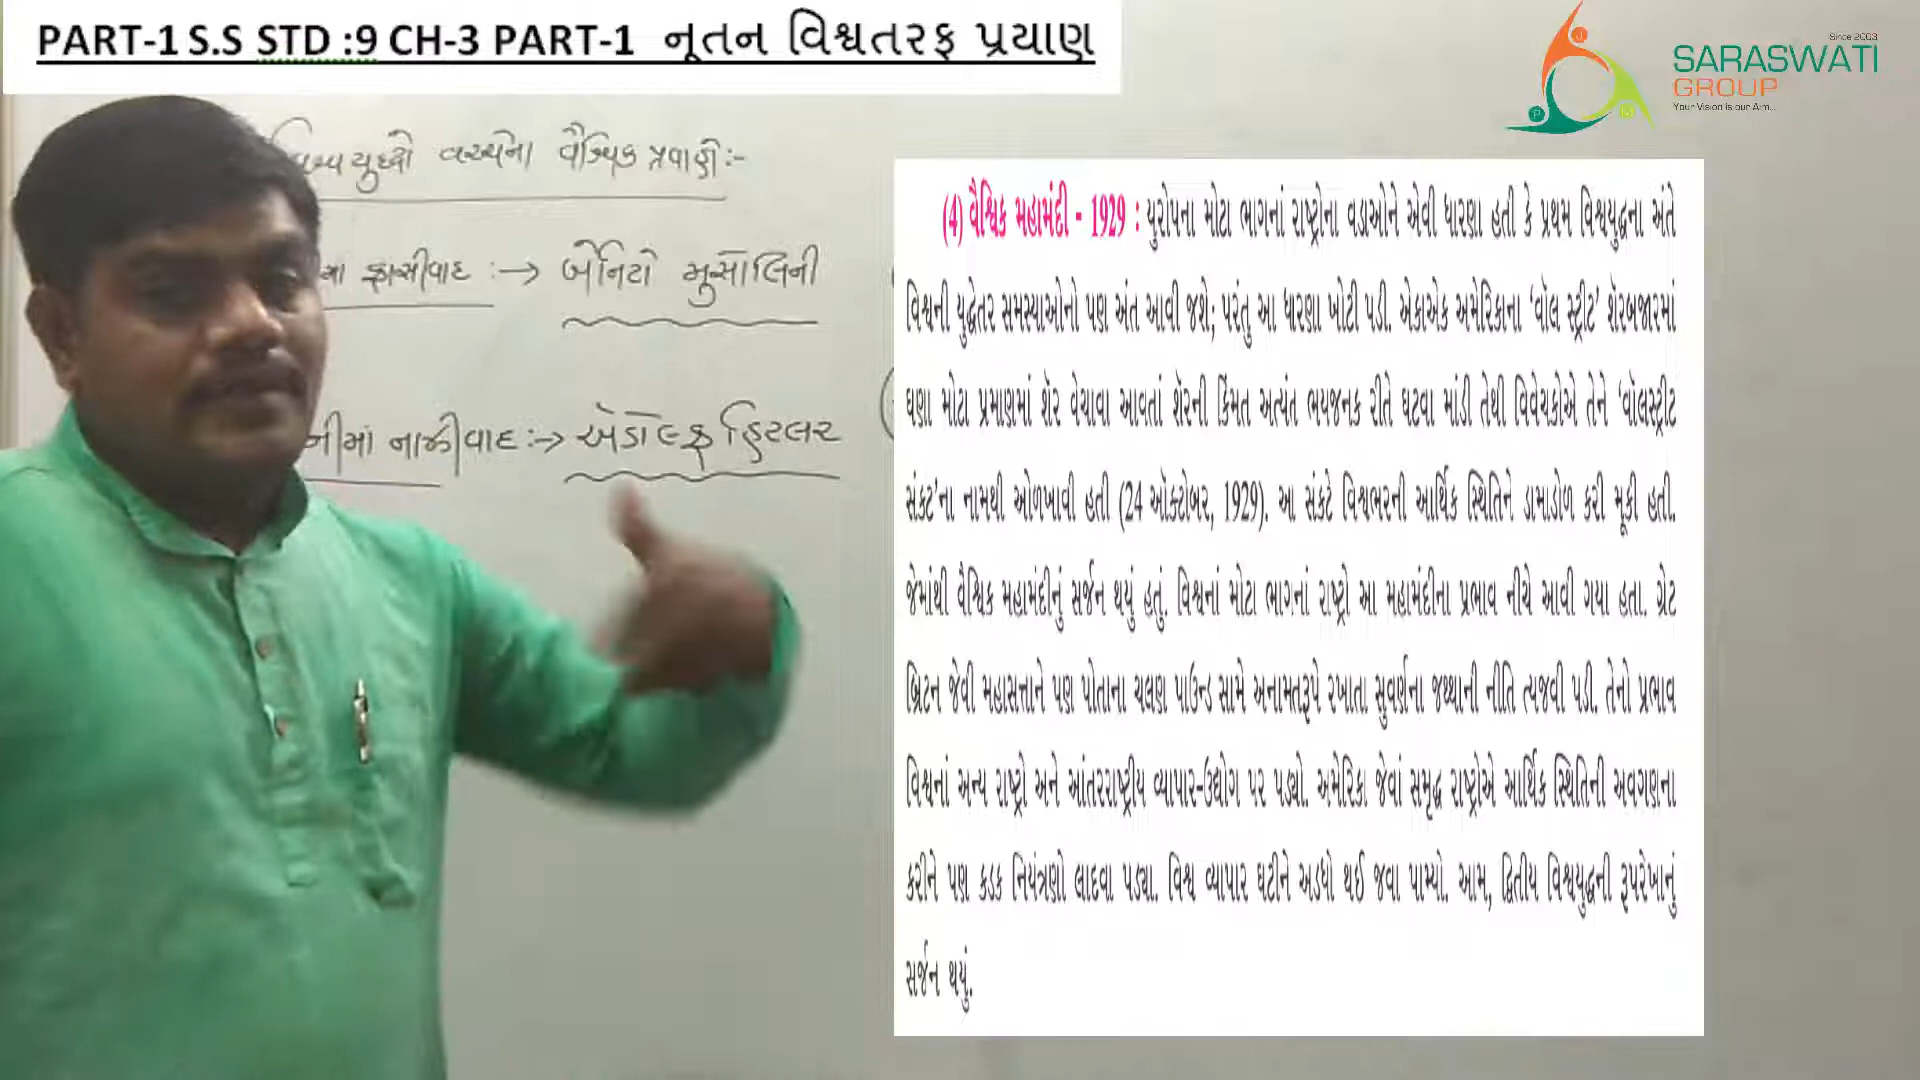 PART-1 S.S STD :9 CH-3 PART-1 નૂતન વિશ્વતરફ પ્રયાણ
Since 2003
SARASWATI
GROUP
Your Vision is our Aim...
વચ્ચેના વૈશ્વિક પ્રવાહો :-
ફાસીવાદ :→ બેનિટો મુસોલિની
નીમાં નાઝીવાદ :→ એડોલ્ફ હિટલર
(4) વૈશ્વિક મહામંદી - 1929 : યુરોપના મોટા ભાગનાં રાષ્ટ્રોના વડાઓને એવી ધારણા હતી કે પ્રથમ વિશ્વયુદ્ધના અંતે
વિશ્વની યુદ્ધેતર સમસ્યાઓનો પણ અંત આવી જશે; પરંતુ આ ધારણા ખોટી પડી. એકાએક અમેરિકાના ‘વૉલ સ્ટ્રીટ’ શૅરબજારમાં
ઘણા મોટા પ્રમાણમાં શૅર વેચાવા આવતાં શૅરની કિંમત અત્યંત ભયજનક રીતે ઘટવા માંડી તેથી વિવેચકોએ તેને ‘વૉલસ્ટ્રીટ
સંકટ’ના નામથી ઓળખાવી હતી (24 ઑક્ટોબર, 1929). આ સંકટે વિશ્વભરની આર્થિક સ્થિતિને ડામાડોળ કરી મૂકી હતી.
જેમાંથી વૈશ્વિક મહામંદીનું સર્જન થયું હતું. વિશ્વનાં મોટા ભાગનાં રાષ્ટ્રો આ મહામંદીના પ્રભાવ નીચે આવી ગયા હતા. ગ્રેટ
બ્રિટન જેવી મહાસત્તાને પણ પોતાના ચલણ પાઉન્ડ સામે અનામતરૂપે રખાતા સુવર્ણના જથ્થાની નીતિ ત્યજવી પડી. તેનો પ્રભાવ
વિશ્વનાં અન્ય રાષ્ટ્રો અને આંતરરાષ્ટ્રીય વ્યાપાર-ઉદ્યોગ પર પડ્યો. અમેરિકા જેવાં સમૃદ્ધ રાષ્ટ્રોએ આર્થિક સ્થિતિની અવગણના
કરીને પણ કડક નિયંત્રણો લાદવા પડ્યા. વિશ્વ વ્યાપાર ઘટીને અડધો થઈ જવા પામ્યો. આમ, દ્વિતીય વિશ્વયુદ્ધની રૂપરેખાનું
સર્જન થયું.